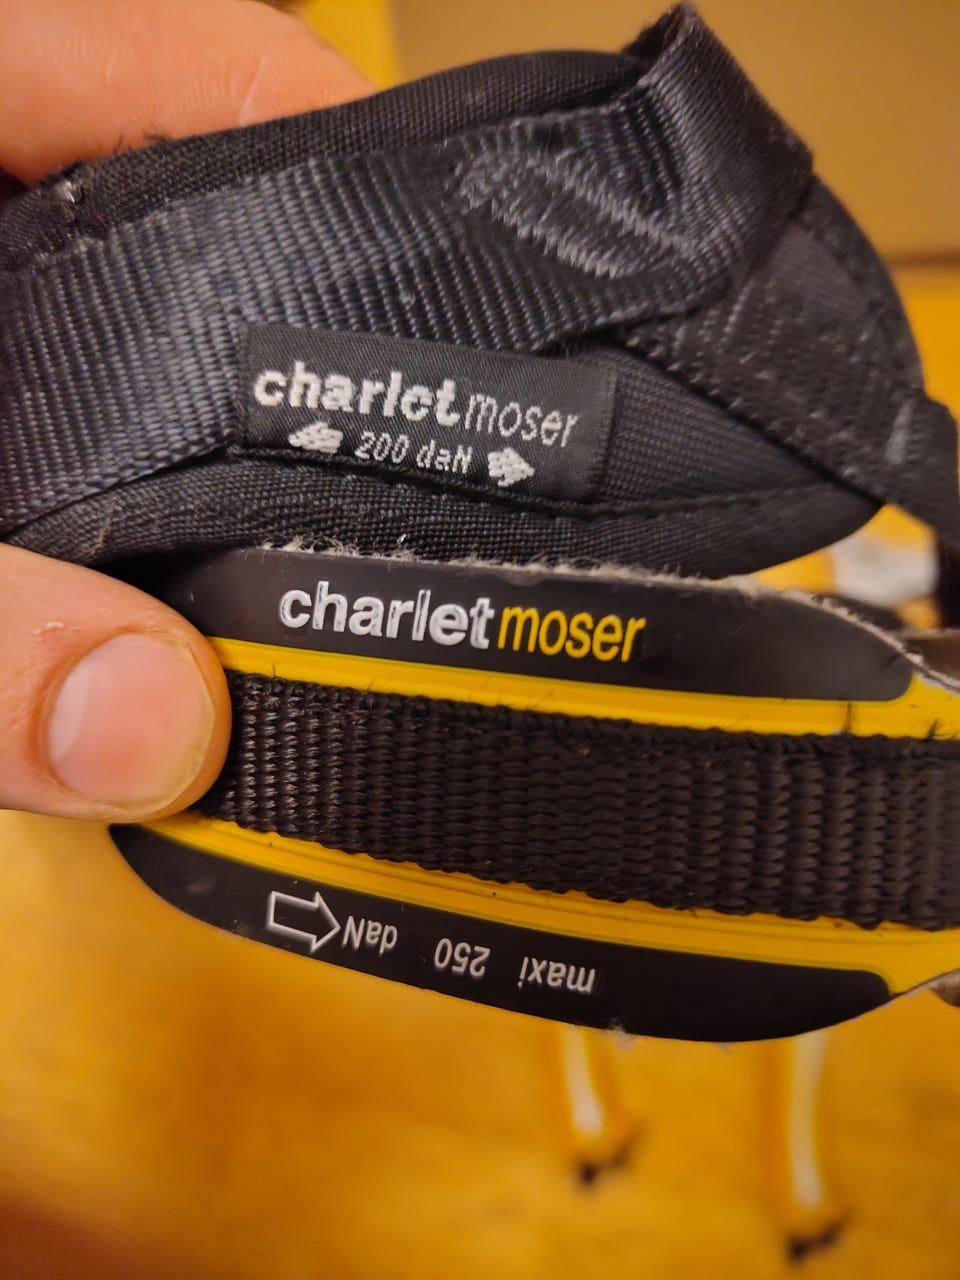 charlet moser
200 daN
charlet moser
maxi 250 daN